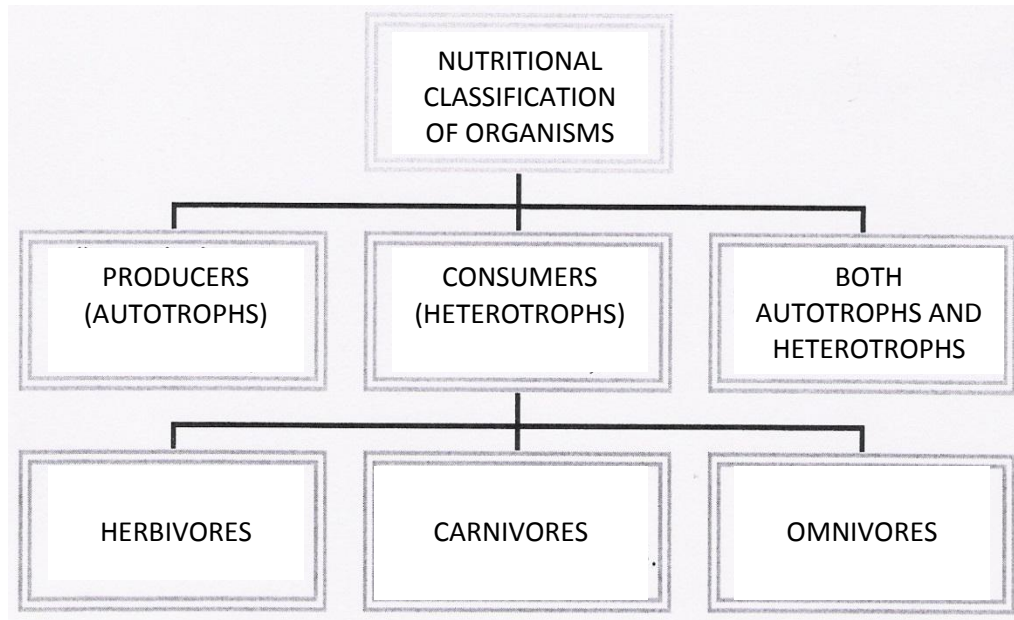 NUTRITIONAL
CLASSIFICATION
OF ORGANISMS
PRODUCERS
(AUTOTROPHS)
CONSUMERS
(HETEROTROPHS)
BOTH
AUTOTROPHS AND
HETEROTROPHS
HERBIVORES
CARNIVORES
OMNIVORES